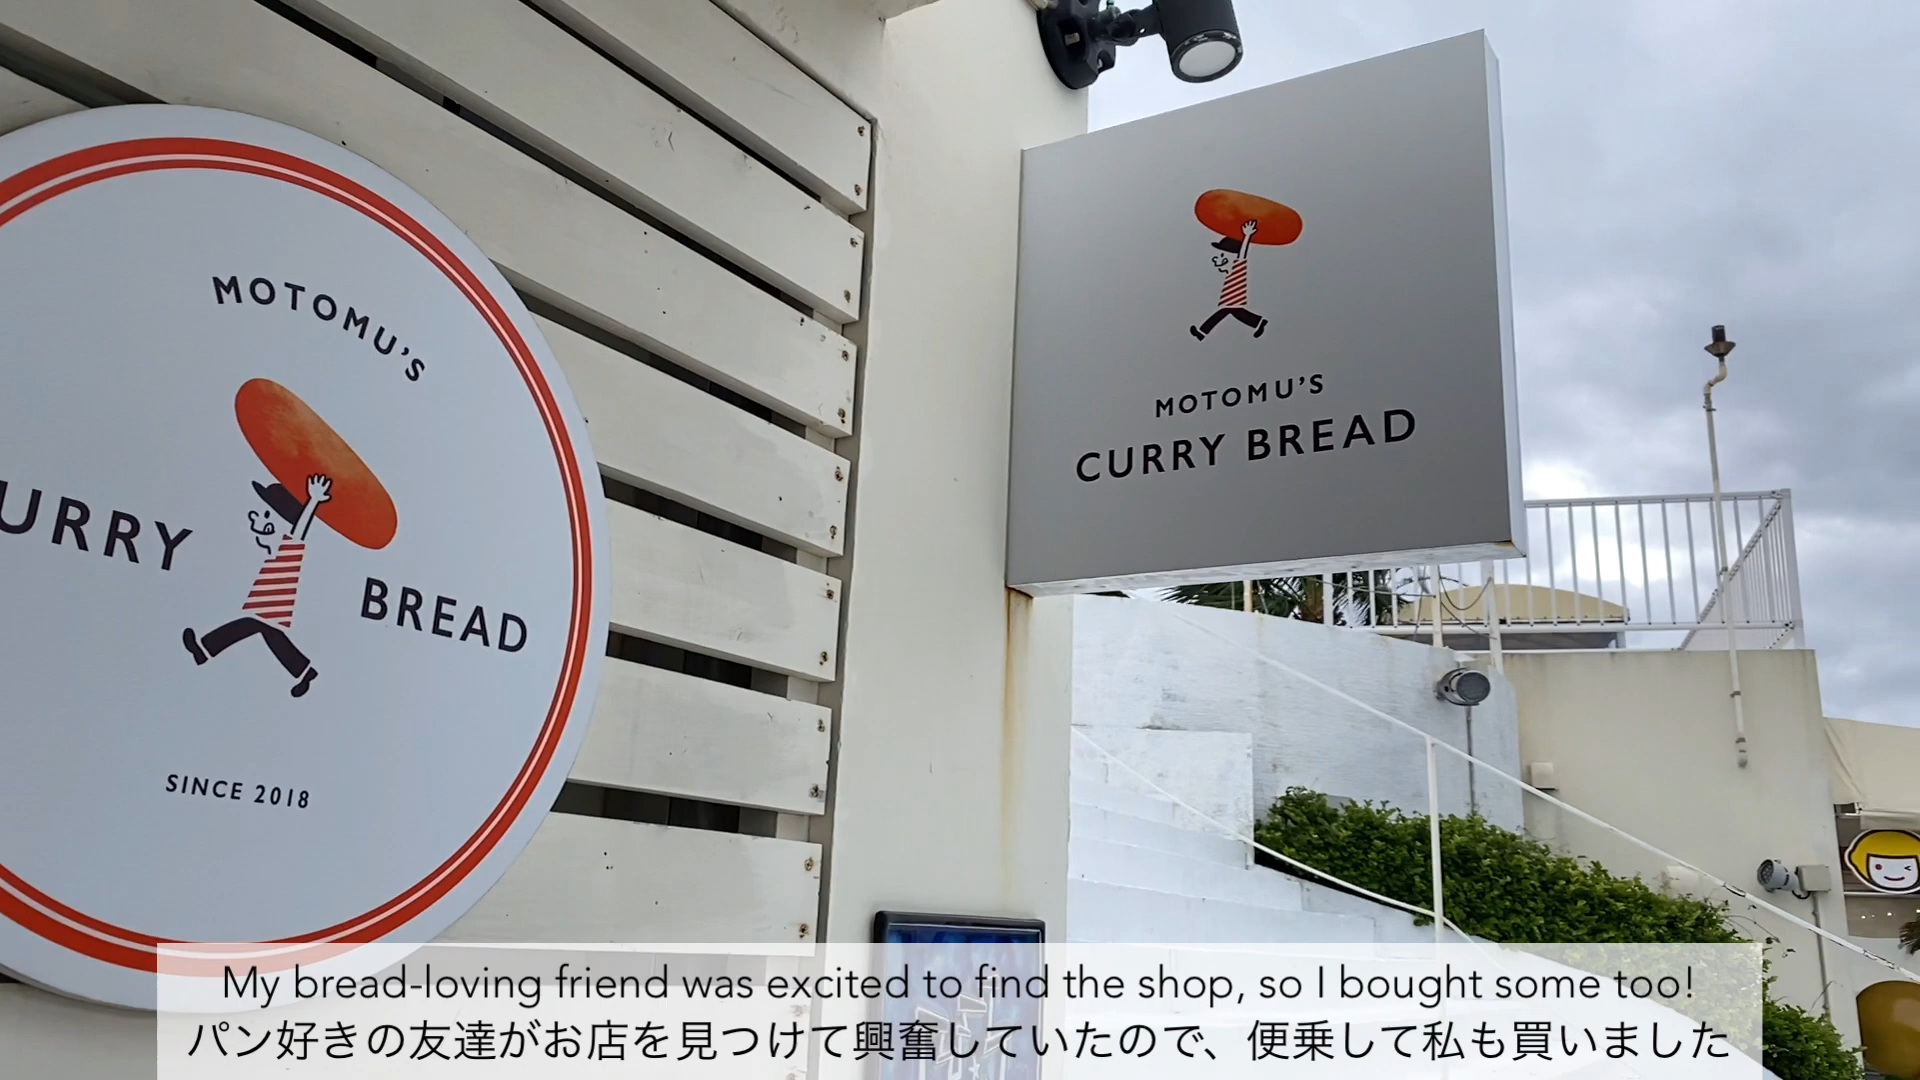 MOTOMU'S
URRY
BREAD
SINCE 2018
MOTOMU'S
CURRY BREAD
My bread-loving friend was excited to find the shop, so I bought some too!
パン好きの友達がお店を見つけて興奮していたので、便乗して私も買いました